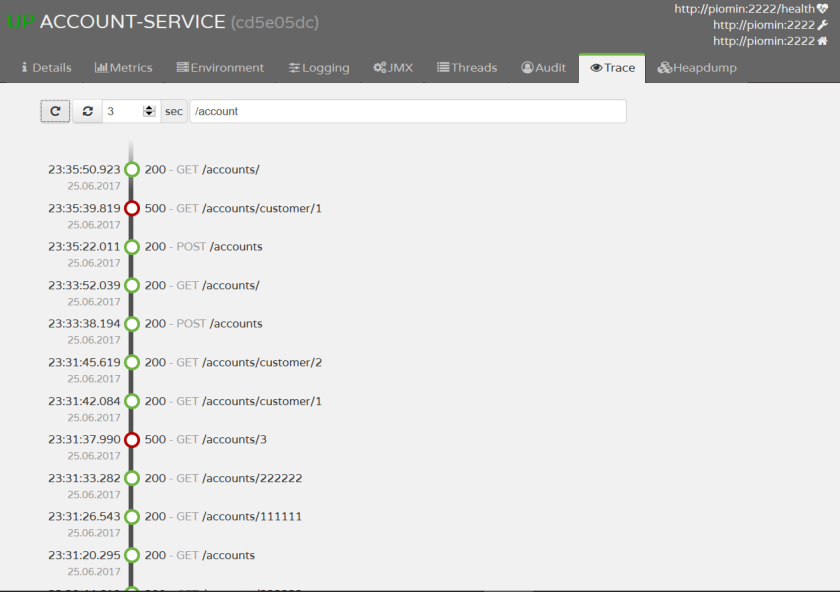 UP ACCOUNT-SERVICE (cd5e05dc)
http://piomin:2222/health
http://piomin:2222
http://piomin:2222
Details Metrics Environment Logging JMX Threads Audit Trace Heapdump
3 sec /account
23:35:50.923 200 - GET /accounts/
25.06.2017
23:35:39.819 500 - GET /accounts/customer/1
25.06.2017
23:35:22.011 200 - POST /accounts
25.06.2017
23:33:52.039 200 - GET /accounts/
25.06.2017
23:33:38.194 200 - POST /accounts
25.06.2017
23:31:45.619 200 - GET /accounts/customer/2
25.06.2017
23:31:42.084 200 - GET /accounts/customer/1
25.06.2017
23:31:37.990 500 - GET /accounts/3
25.06.2017
23:31:33.282 200 - GET /accounts/222222
25.06.2017
23:31:26.543 200 - GET /accounts/111111
25.06.2017
23:31:20.295 200 - GET /accounts
25.06.2017